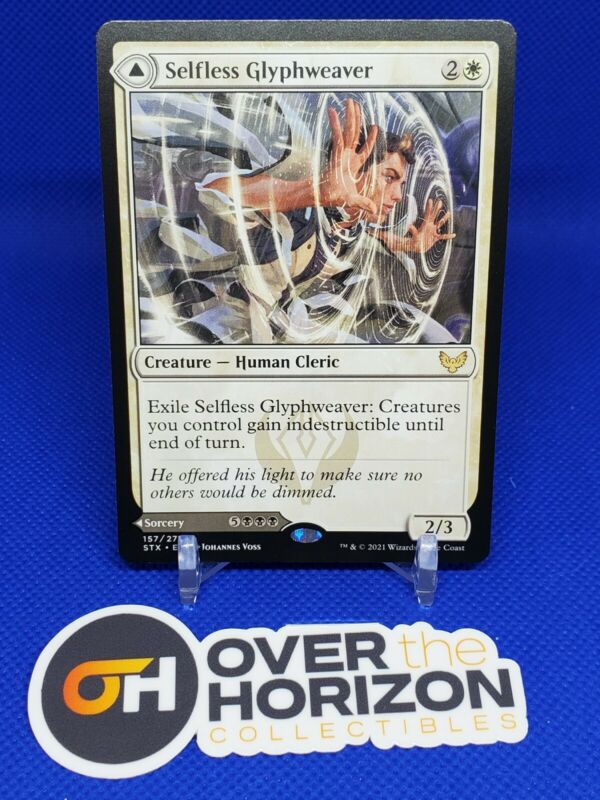 Selfless Glyphweaver 2
Creature — Human Cleric
Exile Selfless Glyphweaver: Creatures
you control gain indestructible until
end of turn.
He offered his light to make sure no
others would be dimmed.
Sorcery 5
2/3
157/27
STX • E Johannes Voss ™ & © 2021 Wizards Coast
OH
OVER the
HORIZON
COLLECTIBLES